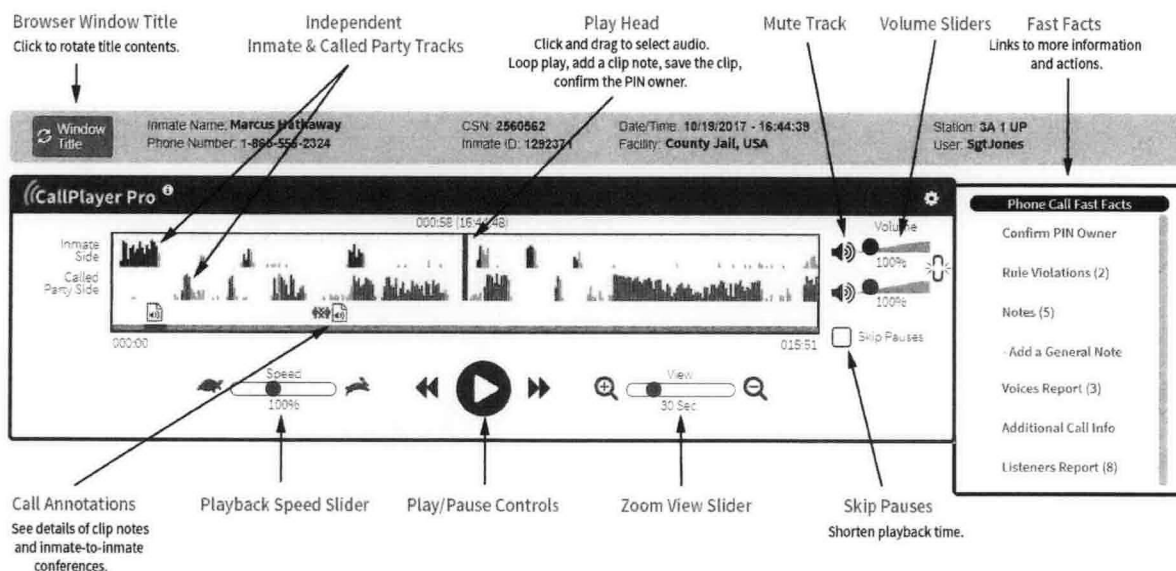 Browser Window Title
Click to rotate title contents.
Independent
Inmate & Called Party Tracks
Play Head
Click and drag to select audio.
Loop play, add a clip note, save the clip,
confirm the PIN owner.
Mute Track
Volume Sliders
Fast Facts
Links to more information
and actions.
Window
Title
Inmate Name: Marcus Hathaway
Phone Number: 1-866-555-2324
CSN: 2560562
Inmate ID: 1292371
Date/Time: 10/19/2017 - 16:44:39
Facility: County Jail, USA
Station: 3A 1 UP
User: SgtJones
CallPlayer Pro
000:58 (16:44:48)
Inmate
Side
Called
Party Side
000:00
015:51
Volume
100%
100%
Skip Pauses
Speed
100%
View
30 Sec
Phone Call Fast Facts
Confirm PIN Owner
Rule Violations (2)
Notes (5)
- Add a General Note
Voices Report (3)
Additional Call Info
Listeners Report (8)
Call Annotations
See details of clip notes
and inmate-to-inmate
conferences.
Playback Speed Slider
Play/Pause Controls
Zoom View Slider
Skip Pauses
Shorten playback time.